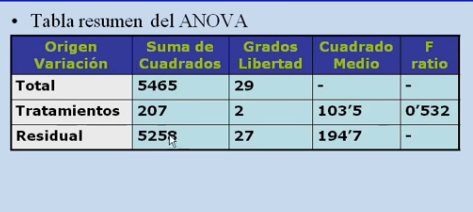 • Tabla resumen del ANOVA
Origen Variación Suma de Cuadrados Grados Libertad Cuadrado Medio F ratio
Total 5465 29 - -
Tratamientos 207 2 103'5 0'532
Residual 5258 27 194'7 -